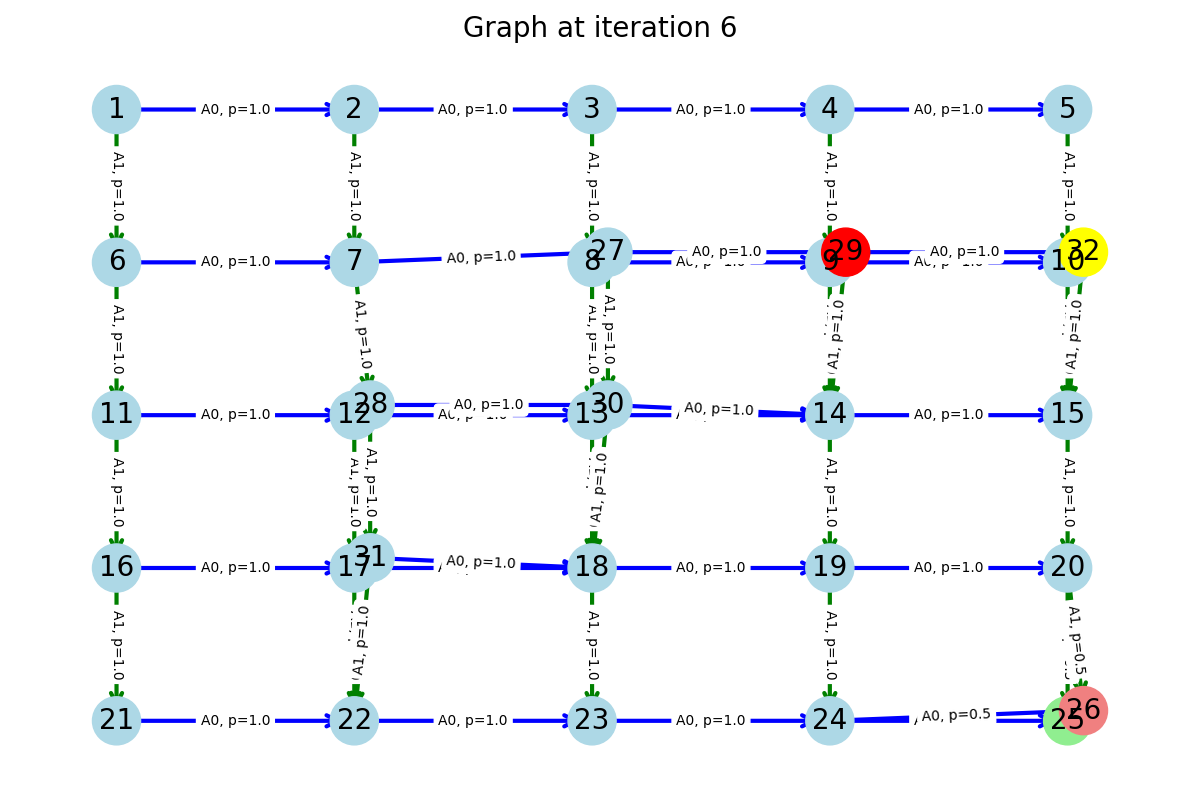 Graph at iteration 6
1 A0, p=1.0 2 A0, p=1.0 3 A0, p=1.0 4 A0, p=1.0 5
A1, p=1.0 A1, p=1.0 A1, p=1.0 A1, p=1.0 A1, p=1.0
6 A0, p=1.0 7 A0, p=1.0 8 27 A0, p=1.0 9 29 A0, p=1.0 10 32
A0, p=1.0 A0, p=1.0
A1, p=1.0 A1, p=1.0 A1, p=1.0 A1, p=1.0 A1, p=1.0 A1, p=1.0
11 A0, p=1.0 12 28 A0, p=1.0 13 30 A0, p=1.0 14 A0, p=1.0 15
A0, p=1.0
A1, p=1.0 A1, p=1.0 A1, p=1.0 A1, p=1.0 A1, p=1.0 A1, p=1.0
16 A0, p=1.0 17 31 A0, p=1.0 18 A0, p=1.0 19 A0, p=1.0 20
A1, p=1.0 A1, p=1.0 A1, p=1.0 A1, p=1.0 A1, p=0.5
21 A0, p=1.0 22 A0, p=1.0 23 A0, p=1.0 24 A0, p=0.5 25 26